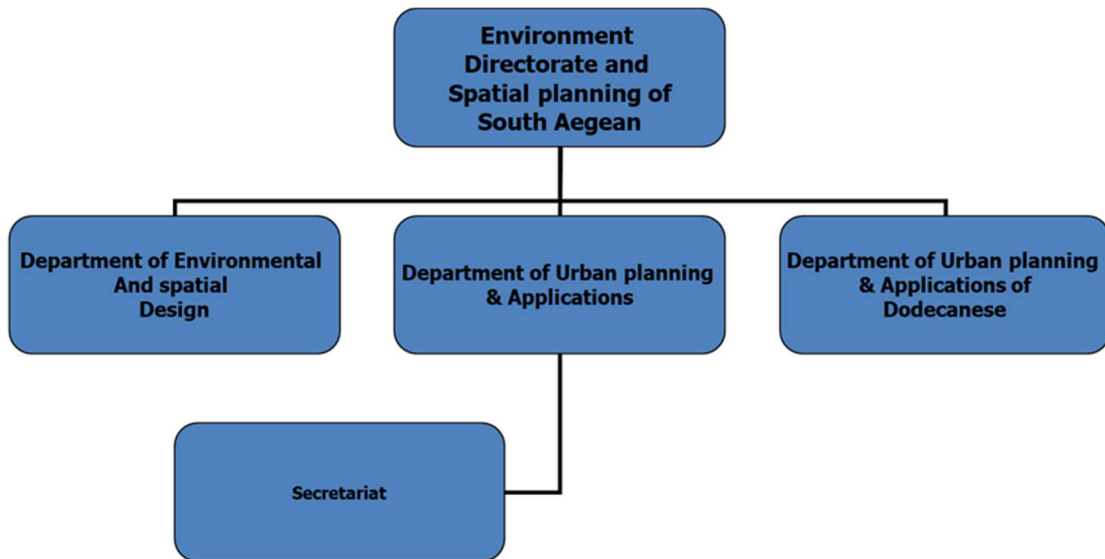 Environment
Directorate and
Spatial planning of
South Aegean
Department of Environmental
And spatial
Design
Department of Urban planning
& Applications
Department of Urban planning
& Applications of
Dodecanese
Secretariat